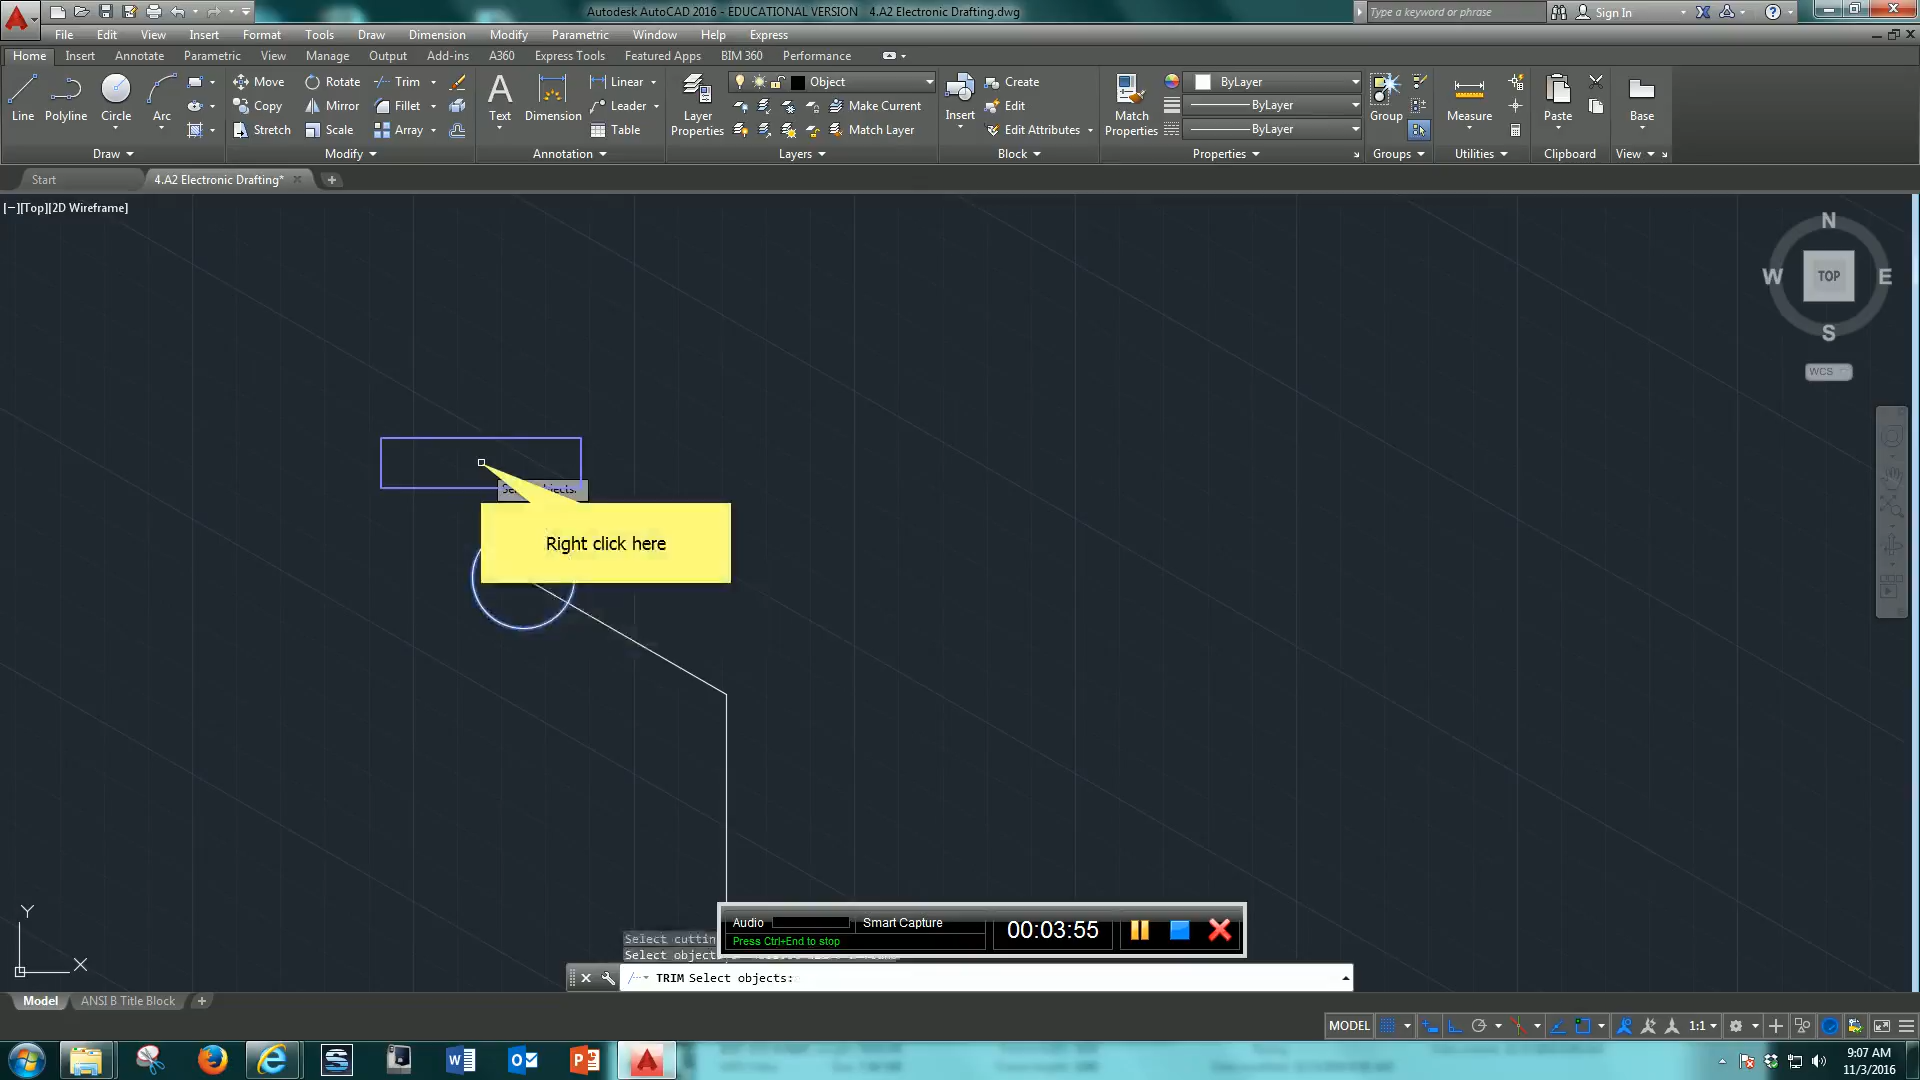 Autodesk AutoCAD 2016 - EDUCATIONAL VERSION 4.A2 Electronic Drafting.dwg
Type a keyword or phrase
Sign In
File Edit View Insert Format Tools Draw Dimension Modify Parametric Window Help Express
Home Insert Annotate Parametric View Manage Output Add-ins A360 Express Tools Featured Apps BIM 360 Performance
Line Polyline Circle Arc
Move Rotate Trim
Copy Mirror Fillet
Stretch Scale Array
Text Dimension
Linear
Leader
Table
Layer Properties
Object
Make Current
Match Layer
Insert
Create
Edit
Edit Attributes
Match Properties
ByLayer
ByLayer
ByLayer
Group
Measure
Paste
Base
Draw Modify Annotation Layers Block Properties Groups Utilities Clipboard View
Start 4.A2 Electronic Drafting*
[−][Top][2D Wireframe]
N
W TOP E
S
WCS
Right click here
Y
X
Audio Smart Capture
Press Ctrl+End to stop
00:03:55
Select cuttin
Select object
TRIM Select objects:
Model ANSI B Title Block
MODEL 1:1
9:07 AM
11/3/2016